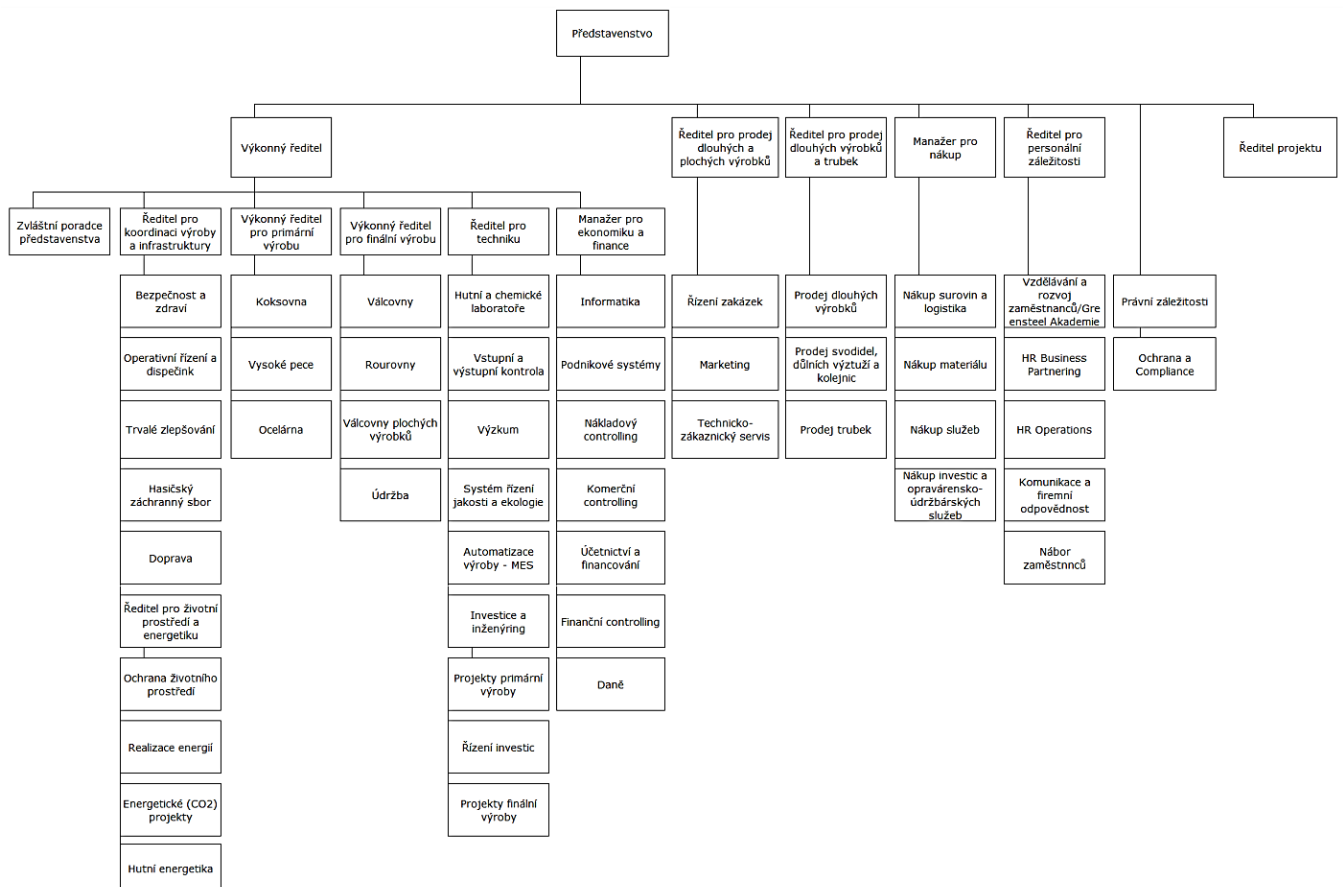 Představenstvo
Výkonný ředitel
Ředitel pro prodej
dlouhých a
plochých výrobků
Ředitel pro prodej
dlouhých výrobků
a trubek
Manažer pro
nákup
Ředitel pro
personální
záležitosti
Ředitel projektu
Zvláštní poradce
představenstva
Ředitel pro
koordinaci výroby
a infrastruktury
Výkonný ředitel
pro primární
výrobu
Výkonný ředitel
pro finální výrobu
Ředitel pro
techniku
Manažer pro
ekonomiku a
finance
Bezpečnost a
zdraví
Operativní řízení a
dispečink
Trvalé zlepšování
Hasičský
záchranný sbor
Doprava
Ředitel pro životní
prostředí a
energetiku
Ochrana životního
prostředí
Realizace energií
Energetické (CO2)
projekty
Hutní energetika
Koksovna
Vysoké pece
Ocelárna
Válcovny
Rourovny
Válcovny plochých
výrobků
Údržba
Hutní a chemické
laboratoře
Vstupní a
výstupní kontrola
Výzkum
Systém řízení
jakosti a ekologie
Automatizace
výroby - MES
Investice a
inženýring
Projekty primární
výroby
Řízení investic
Projekty finální
výroby
Informatika
Podnikové systémy
Nákladový
controlling
Komerční
controlling
Účetnictví a
financování
Finanční controlling
Daně
Řízení zakázek
Marketing
Technicko-
zákaznický servis
Prodej dlouhých
výrobků
Prodej svodidel,
důlních výztuží a
kolejnic
Prodej trubek
Nákup surovin a
logistika
Nákup materiálu
Nákup služeb
Nákup investic a
opravárensko-
údržbářských
služeb
Vzdělávání a
rozvoj
zaměstnanců/Gre
ensteel Akademie
HR Business
Partnering
HR Operations
Komunikace a
firemní
odpovědnost
Nábor
zaměstnnců
Právní záležitosti
Ochrana a
Compliance